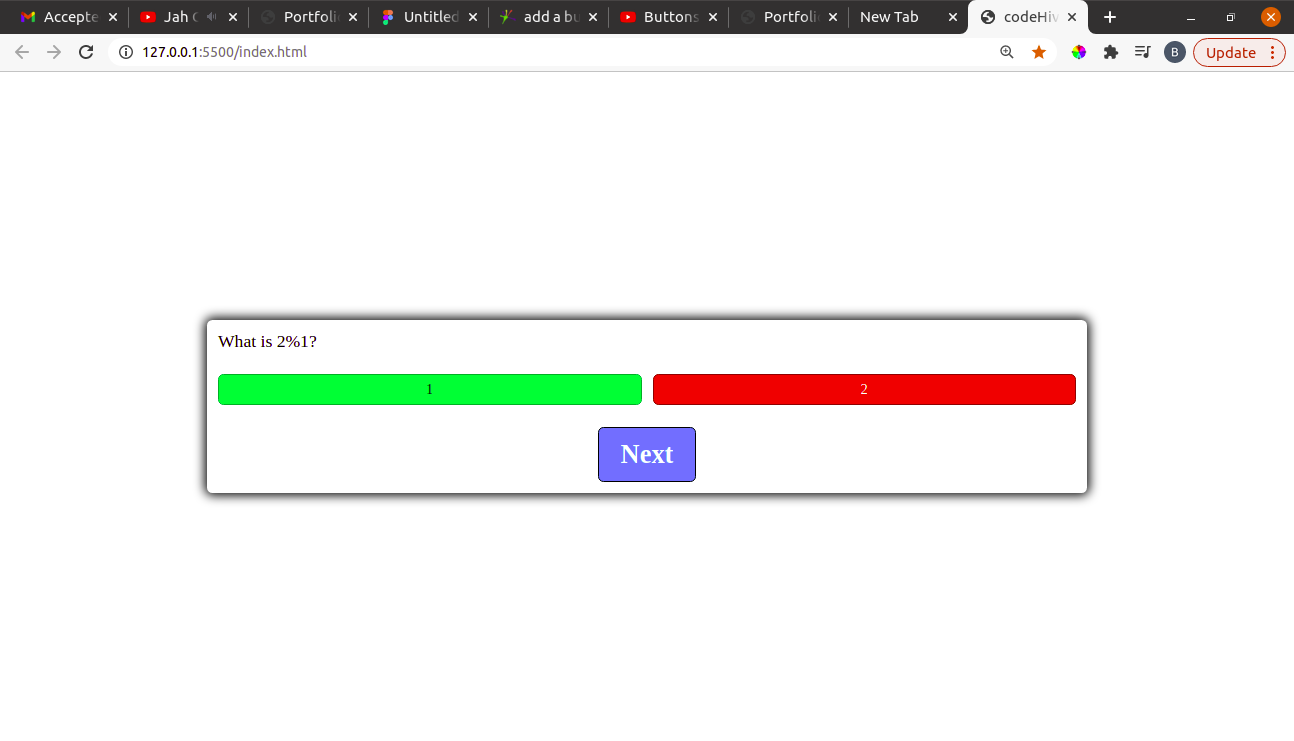 Accepte Jah Portfoli Untitled add a bu Buttons Portfoli New Tab codeHiv
127.0.0.1:5500/index.html B Update
What is 2%1?
1 2
Next